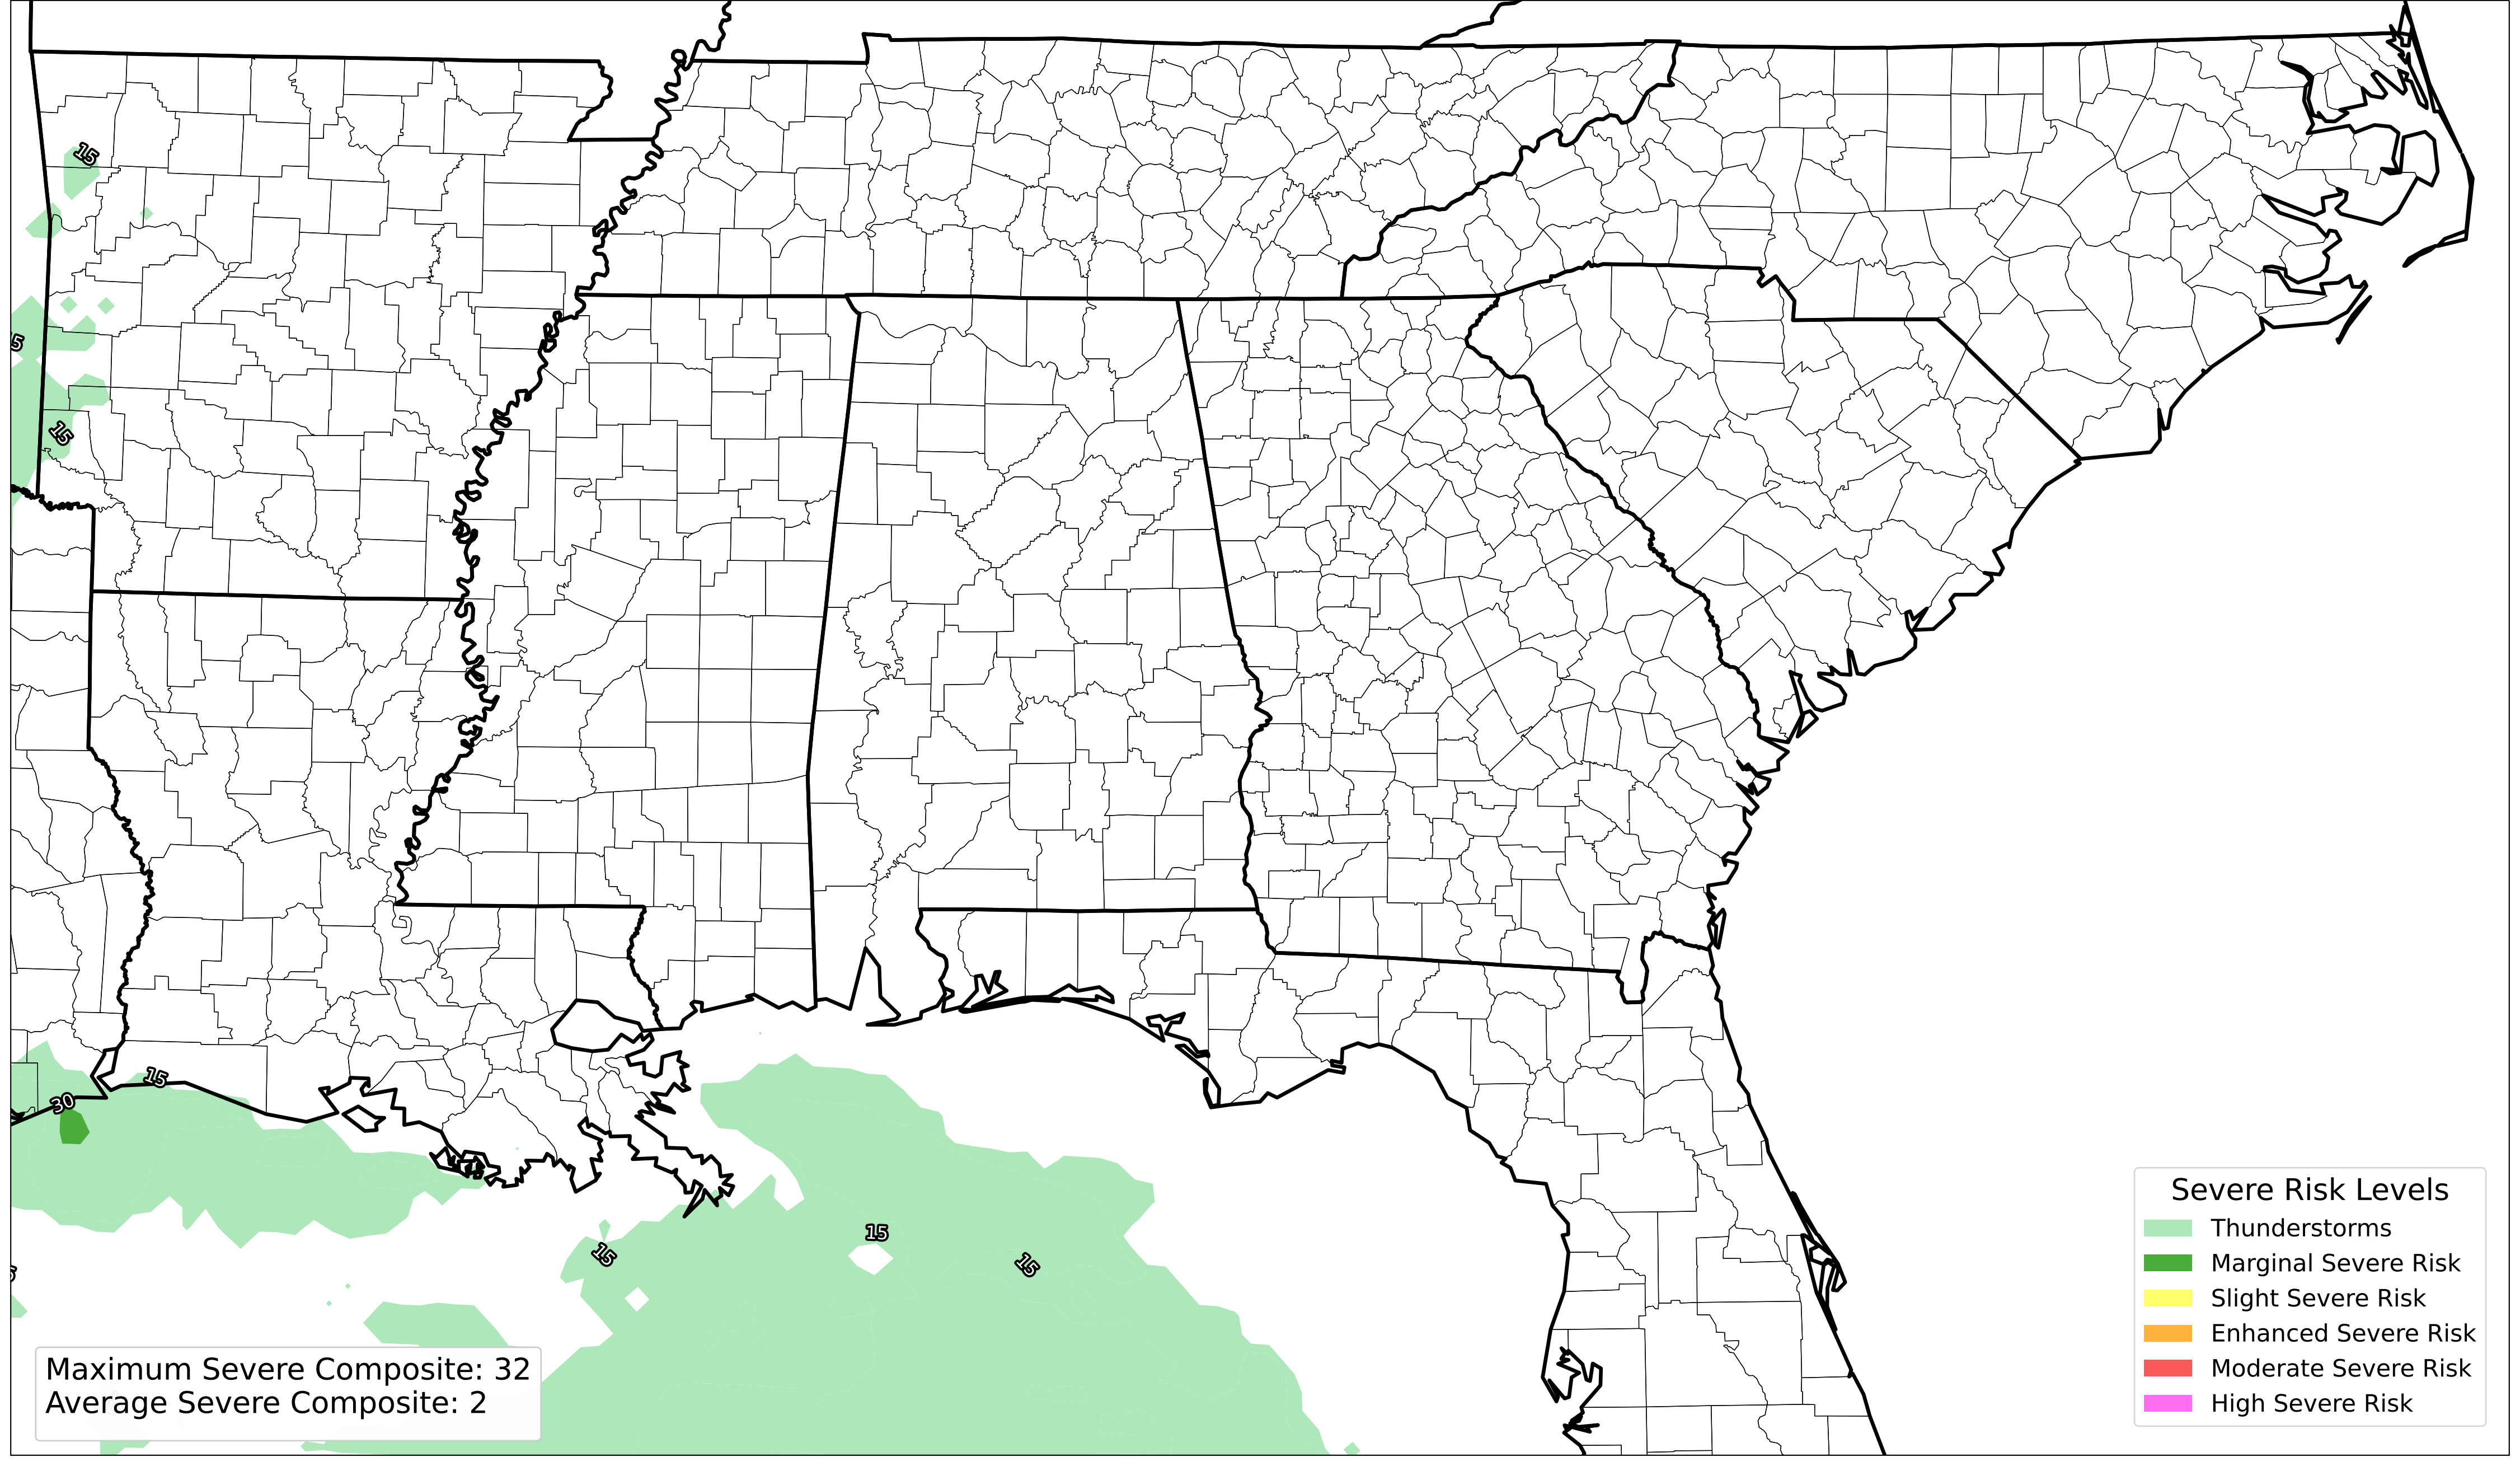 15
5
15
15
30
15
15
15
5
Severe Risk Levels
Thunderstorms
Marginal Severe Risk
Slight Severe Risk
Enhanced Severe Risk
Moderate Severe Risk
High Severe Risk
Maximum Severe Composite: 32
Average Severe Composite: 2